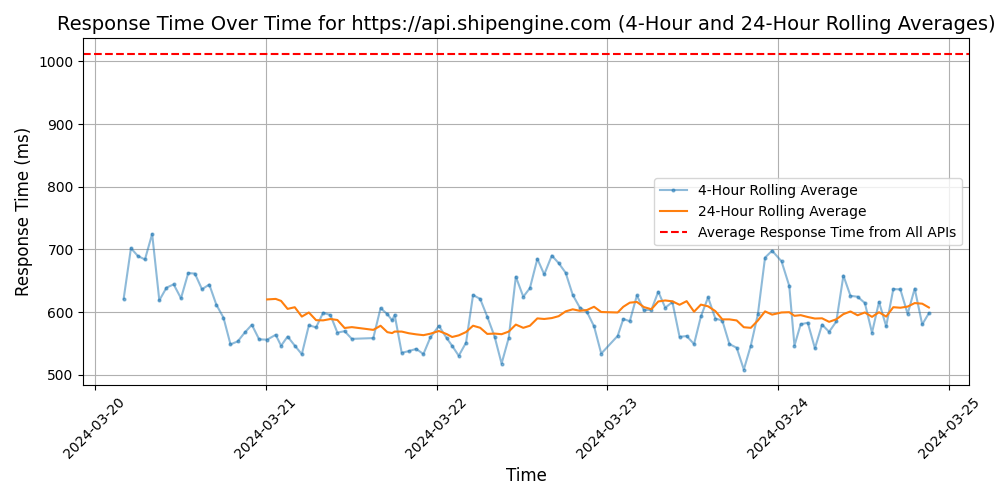 Response Time Over Time for https://api.shipengine.com (4-Hour and 24-Hour Rolling Averages)
Response Time (ms)
1000
900
800
700
600
500
4-Hour Rolling Average
24-Hour Rolling Average
Average Response Time from All APIs
2024-03-20
2024-03-21
2024-03-22
2024-03-23
2024-03-24
2024-03-25
Time